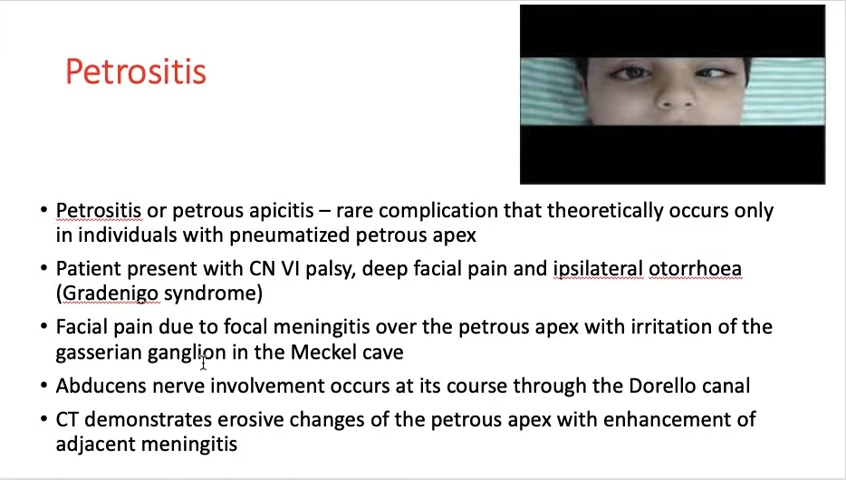 Petrositis
• Petrositis or petrous apicitis – rare complication that theoretically occurs only
in individuals with pneumatized petrous apex
• Patient present with CN VI palsy, deep facial pain and ipsilateral otorrhoea
(Gradenigo syndrome)
• Facial pain due to focal meningitis over the petrous apex with irritation of the
gasserian ganglion in the Meckel cave
• Abducens nerve involvement occurs at its course through the Dorello canal
• CT demonstrates erosive changes of the petrous apex with enhancement of
adjacent meningitis